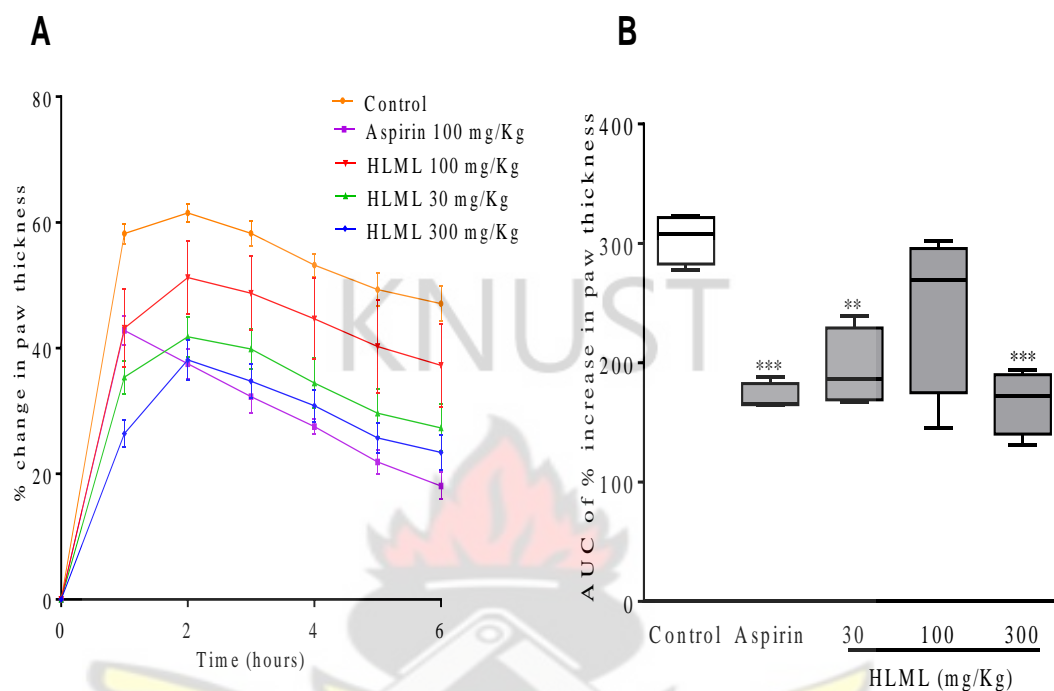 A
% change in paw thickness
80
60
40
20
0
0 2 4 6
Time (hours)
Control
Aspirin 100 mg/Kg
HLML 100 mg/Kg
HLML 30 mg/Kg
HLML 300 mg/Kg
KNUST
B
AUC of % increase in paw thickness
400
300
200
100
0
***
**
***
Control Aspirin 30 100 300
HLML (mg/Kg)